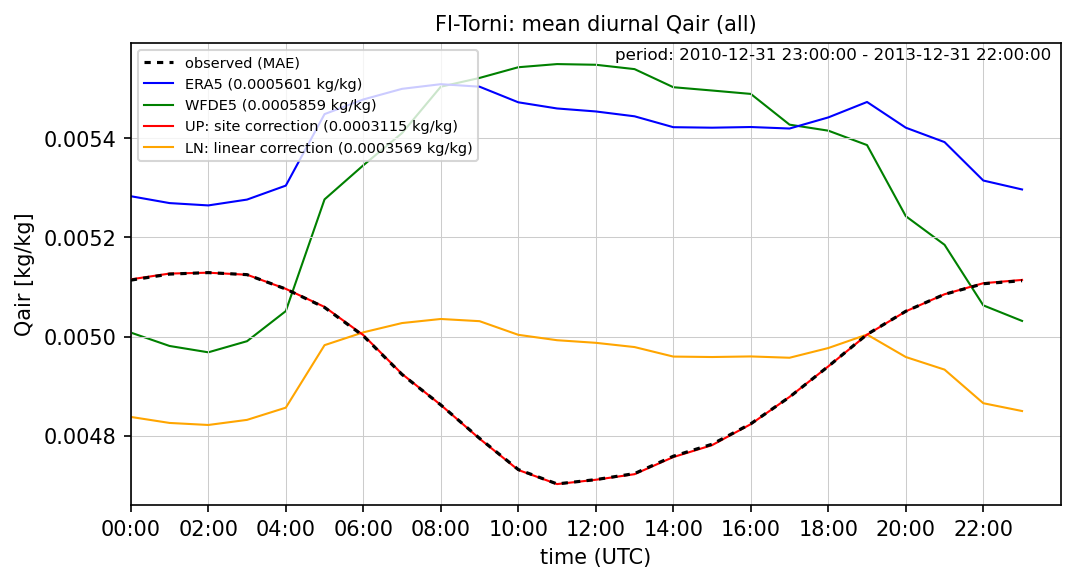 FI-Torni: mean diurnal Qair (all)
period: 2010-12-31 23:00:00 - 2013-12-31 22:00:00
observed (MAE)
ERA5 (0.0005601 kg/kg)
WFDE5 (0.0005859 kg/kg)
UP: site correction (0.0003115 kg/kg)
LN: linear correction (0.0003569 kg/kg)
Qair [kg/kg]
0.0054
0.0052
0.0050
0.0048
00:00 02:00 04:00 06:00 08:00 10:00 12:00 14:00 16:00 18:00 20:00 22:00
time (UTC)